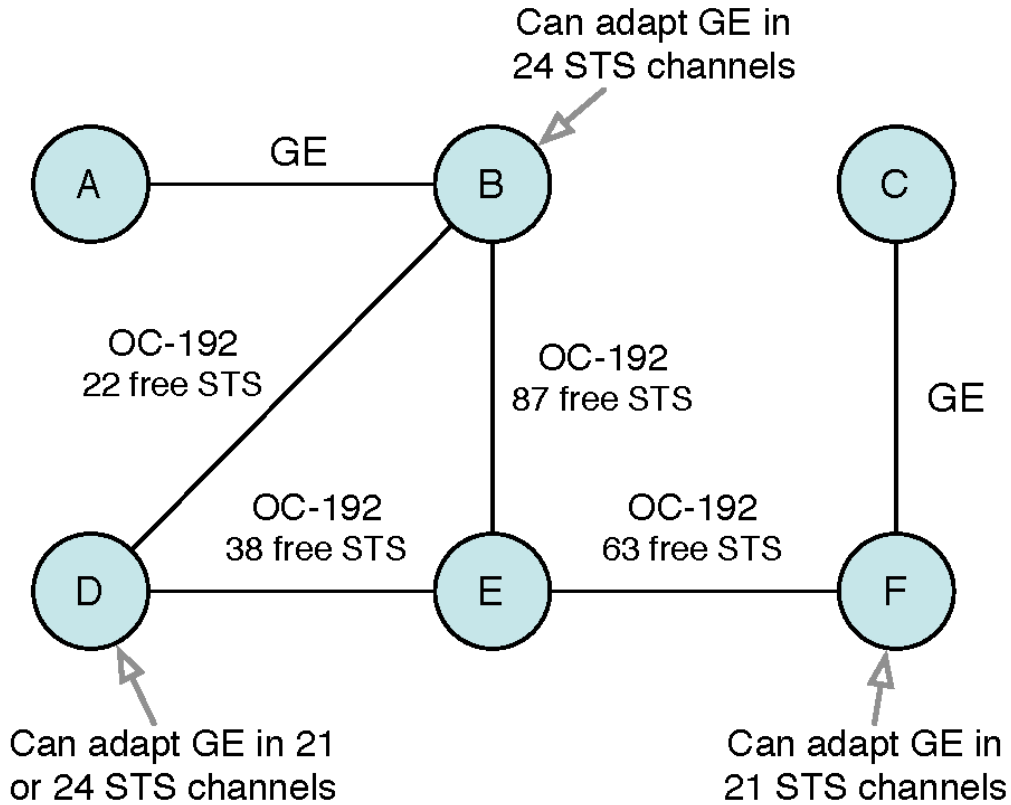 Can adapt GE in
24 STS channels
A
GE
B
C
OC-192
22 free STS
OC-192
87 free STS
GE
OC-192
38 free STS
OC-192
63 free STS
D
E
F
Can adapt GE in 21
or 24 STS channels
Can adapt GE in
21 STS channels